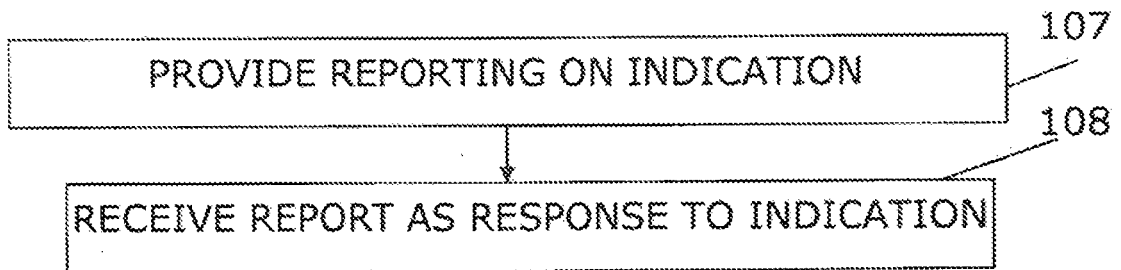 107
PROVIDE REPORTING ON INDICATION
108
RECEIVE REPORT AS RESPONSE TO INDICATION